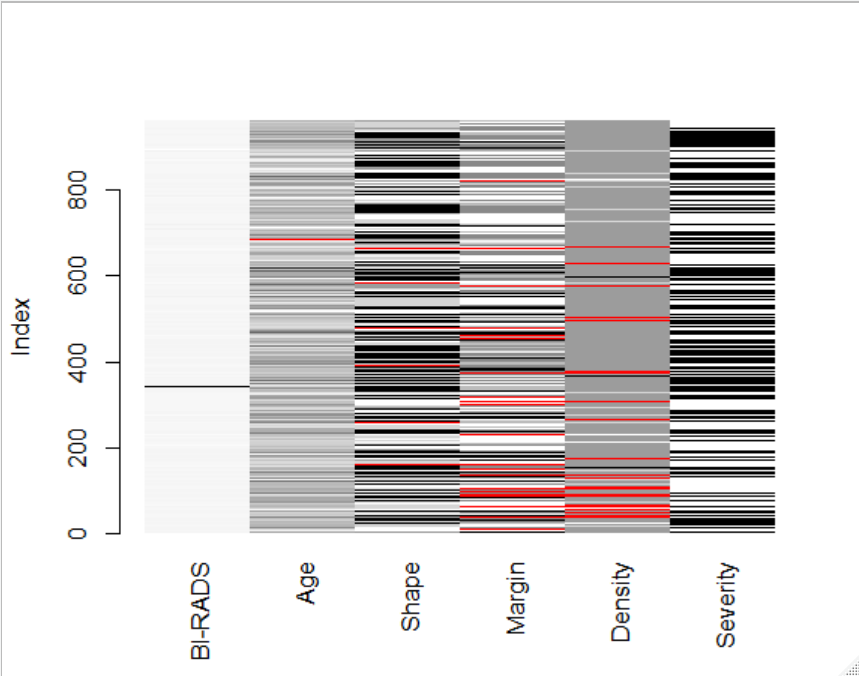 Index
800
600
400
200
0
BI-RADS
Age
Shape
Margin
Density
Severity